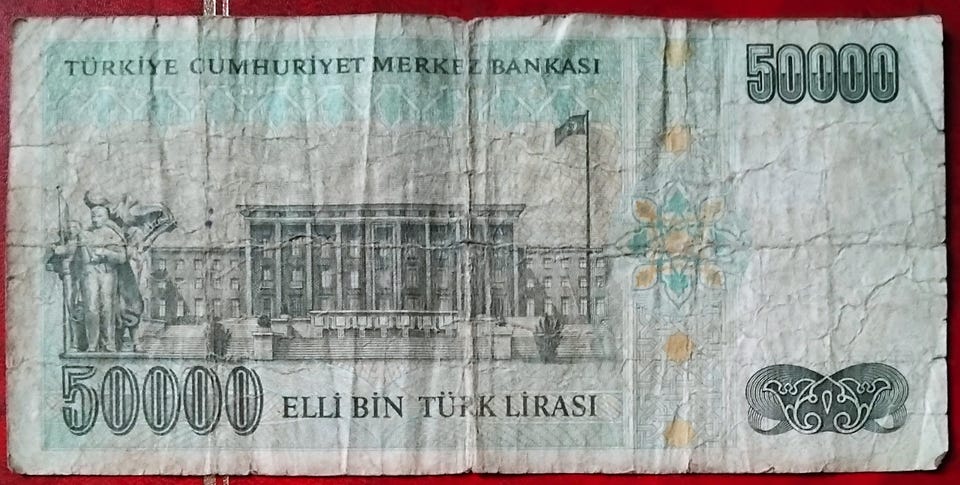 TÜRKİYE CUMHURİYET MERKEZ BANKASI
50000
50000
ELLİ BİN TÜRK LİRASI